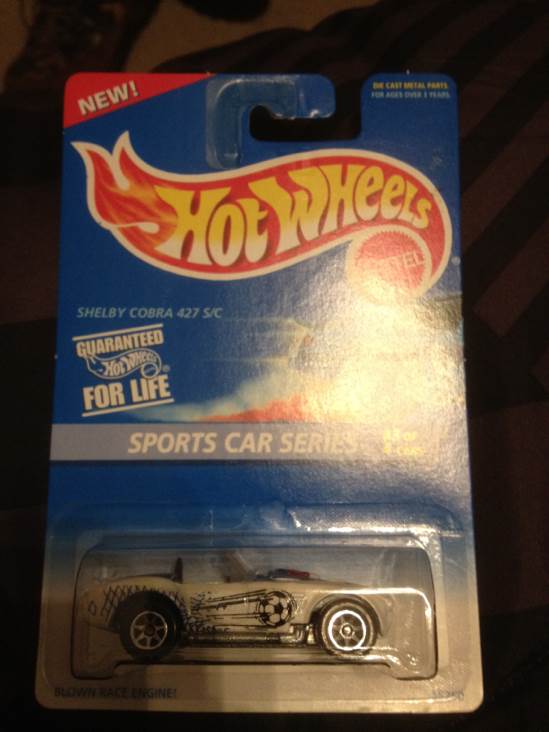 NEW!
DIE CAST METAL PARTS.
FOR AGES OVER 3 YEARS.
HOT WHEELS
MATTEL
SHELBY COBRA 427 S/C
GUARANTEED
HOT WHEELS
FOR LIFE
SPORTS CAR SERIES
BLOWN RACE ENGINE!